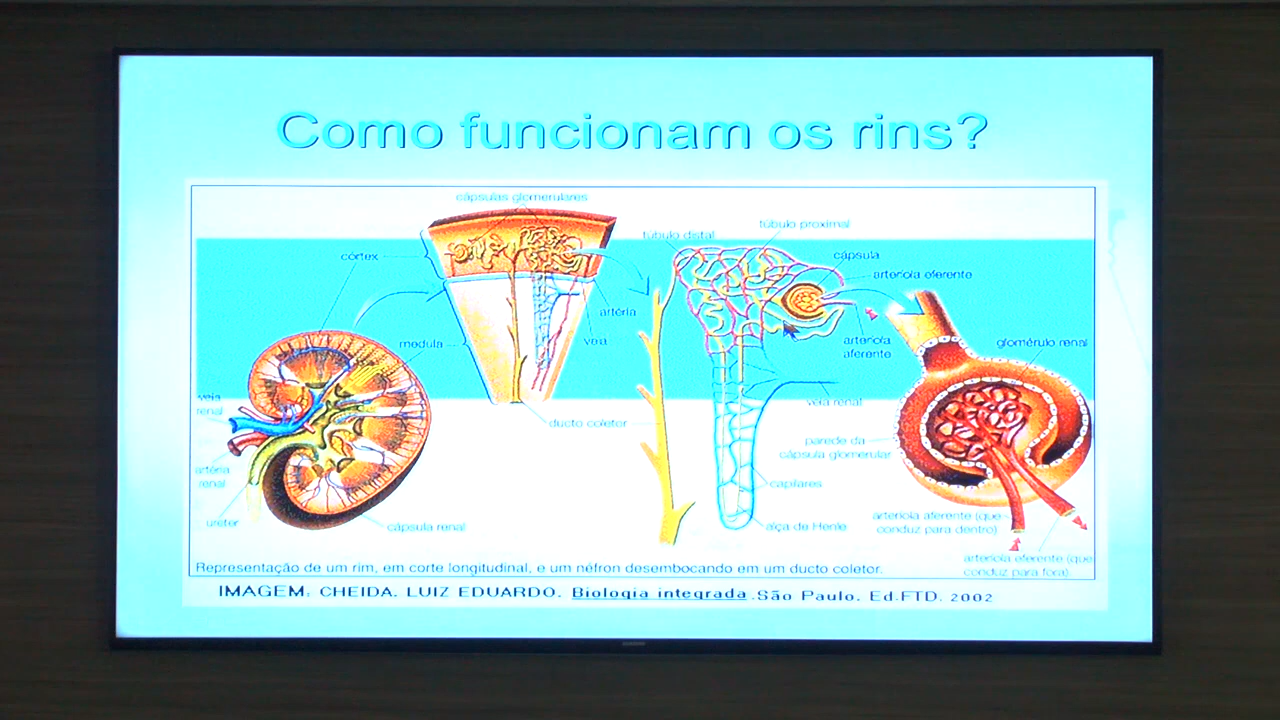 Como funcionam os rins?
cápsulas glomerulares
córtex
medula
artéria
veia
ducto coletor
veia
renal
artéria
renal
ureter
cápsula renal
túbulo distal
túbulo proximal
cápsula
arteríola eferente
arteríola
aferente
veia renal
capilares
alça de Henle
glomérulo renal
parede da
cápsula glomerular
arteríola aferente (que
conduz para dentro)
arteríola eferente (que
conduz para fora)
Representação de um rim, em corte longitudinal, e um néfron desembocando em um ducto coletor.
IMAGEM: CHEIDA. LUIZ EDUARDO. Biologia integrada .São Paulo. Ed.FTD. 2002